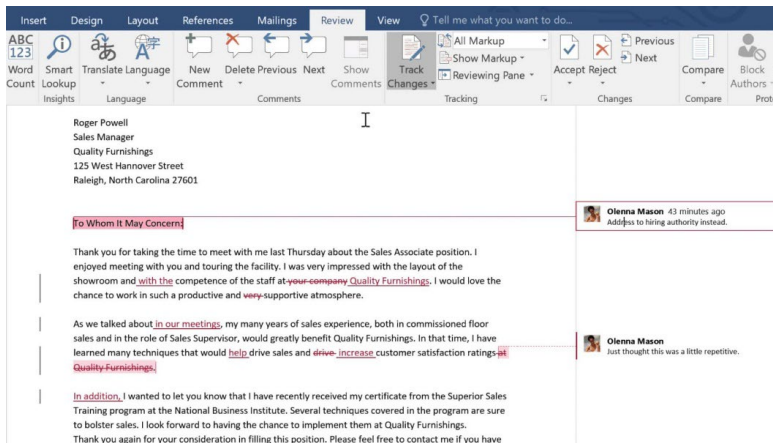 Insert Design Layout References Mailings Review View Tell me what you want to do...
ABC
123
Word Count
Smart Lookup
Translate
Language
New Comment
Delete
Previous
Next
Show Comments
Track Changes
All Markup
Show Markup
Reviewing Pane
Accept
Reject
Previous
Next
Compare
Block Authors
Insights Language Comments Tracking Changes Compare
Roger Powell
Sales Manager
Quality Furnishings
125 West Hannover Street
Raleigh, North Carolina 27601
To Whom It May Concern:
Olenna Mason 43 minutes ago
Address to hiring authority instead.
Thank you for taking the time to meet with me last Thursday about the Sales Associate position. I
enjoyed meeting with you and touring the facility. I was very impressed with the layout of the
showroom and with the competence of the staff at your company Quality Furnishings. I would love the
chance to work in such a productive and very supportive atmosphere.
As we talked about in our meetings, my many years of sales experience, both in commissioned floor
sales and in the role of Sales Supervisor, would greatly benefit Quality Furnishings. In that time, I have
learned many techniques that would help drive sales and drive increase customer satisfaction ratings at
Quality Furnishings.
Olenna Mason
Just thought this was a little repetitive.
In addition, I wanted to let you know that I have recently received my certificate from the Superior Sales
Training program at the National Business Institute. Several techniques covered in the program are sure
to bolster sales. I look forward to having the chance to implement them at Quality Furnishings.
Thank you again for your consideration in filling this position. Please feel free to contact me if you have